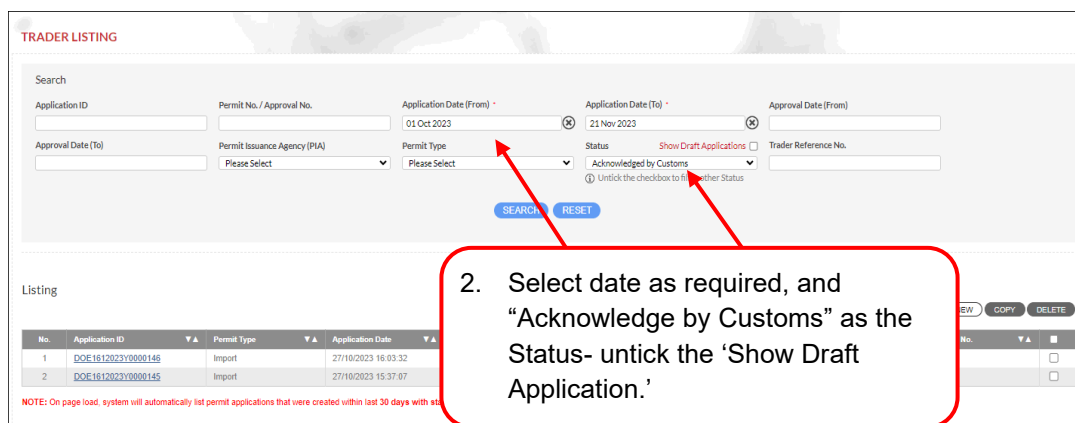 TRADER LISTING
Search
Application ID Permit No. / Approval No. Application Date (From) * Application Date (To) * Approval Date (From)
01 Oct 2023 21 Nov 2023
Approval Date (To) Permit Issuance Agency (PIA) Permit Type Status Show Draft Applications Trader Reference No.
Please Select Please Select Acknowledged by Customs
Untick the checkbox to other Status
SEARCH RESET
2. Select date as required, and
“Acknowledge by Customs” as the
Status- untick the ‘Show Draft
Application.’
Listing
COPY DELETE
No. Application ID Permit Type Application Date No.
1 DOE1612023Y0000146 Import 27/10/2023 16:03:32
2 DOE1612023Y0000145 Import 27/10/2023 15:37:07
NOTE: On page load, system will automatically list permit applications that were created within last 30 days with